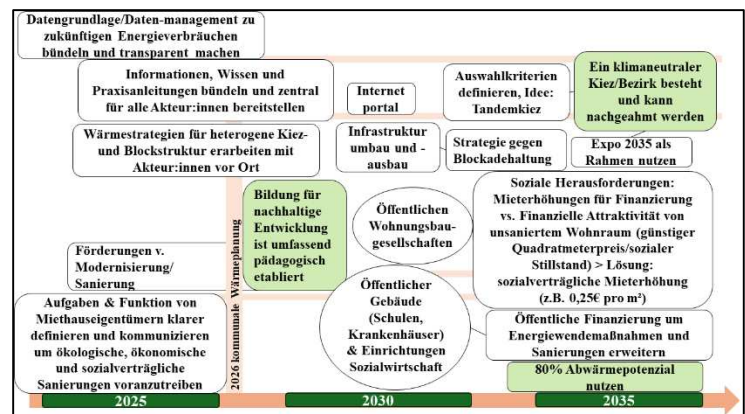 Datengrundlage/Daten-management zu
zukünftigen Energieverbräuchen
bündeln und transparent machen
Informationen, Wissen und
Praxisanleitungen bündeln und zentral
für alle Akteur:innen bereitstellen
Internet
portal
Auswahlkriterien
definieren, Idee:
Tandemkiez
Ein klimaneutraler
Kiez/Bezirk besteht
und kann
nachgeahmt werden
Wärmestrategien für heterogene Kiez-
und Blockstruktur erarbeiten mit
Akteur:innen vor Ort
Infrastruktur
umbau und -
ausbau
Strategie gegen
Blockadehaltung
Expo 2035 als
Rahmen nutzen
2026 kommunale Wärmeplanung
Bildung für
nachhaltige
Entwicklung
ist umfassend
pädagogisch
etabliert
Öffentlichen
Wohnungsbau-
gesellschaften
Soziale Herausforderungen:
Mieterhöhungen für Finanzierung
vs. Finanzielle Attraktivität von
unsaniertem Wohnraum (günstiger
Quadratmeterpreis/sozialer
Stillstand) > Lösung:
sozialverträgliche Mieterhöhung
(z.B. 0,25€ pro m²)
Förderungen v.
Modernisierung/
Sanierung
Aufgaben & Funktion von
Miethauseigentümern klarer
definieren und kommunizieren
um ökologische, ökonomische
und sozialverträgliche
Sanierungen voranzutreiben
Öffentlicher
Gebäude
(Schulen,
Krankenhäuser)
& Einrichtungen
Sozialwirtschaft
Öffentliche Finanzierung um
Energiewendemaßnahmen und
Sanierungen erweitern
80% Abwärmepotenzial
nutzen
2025
2030
2035